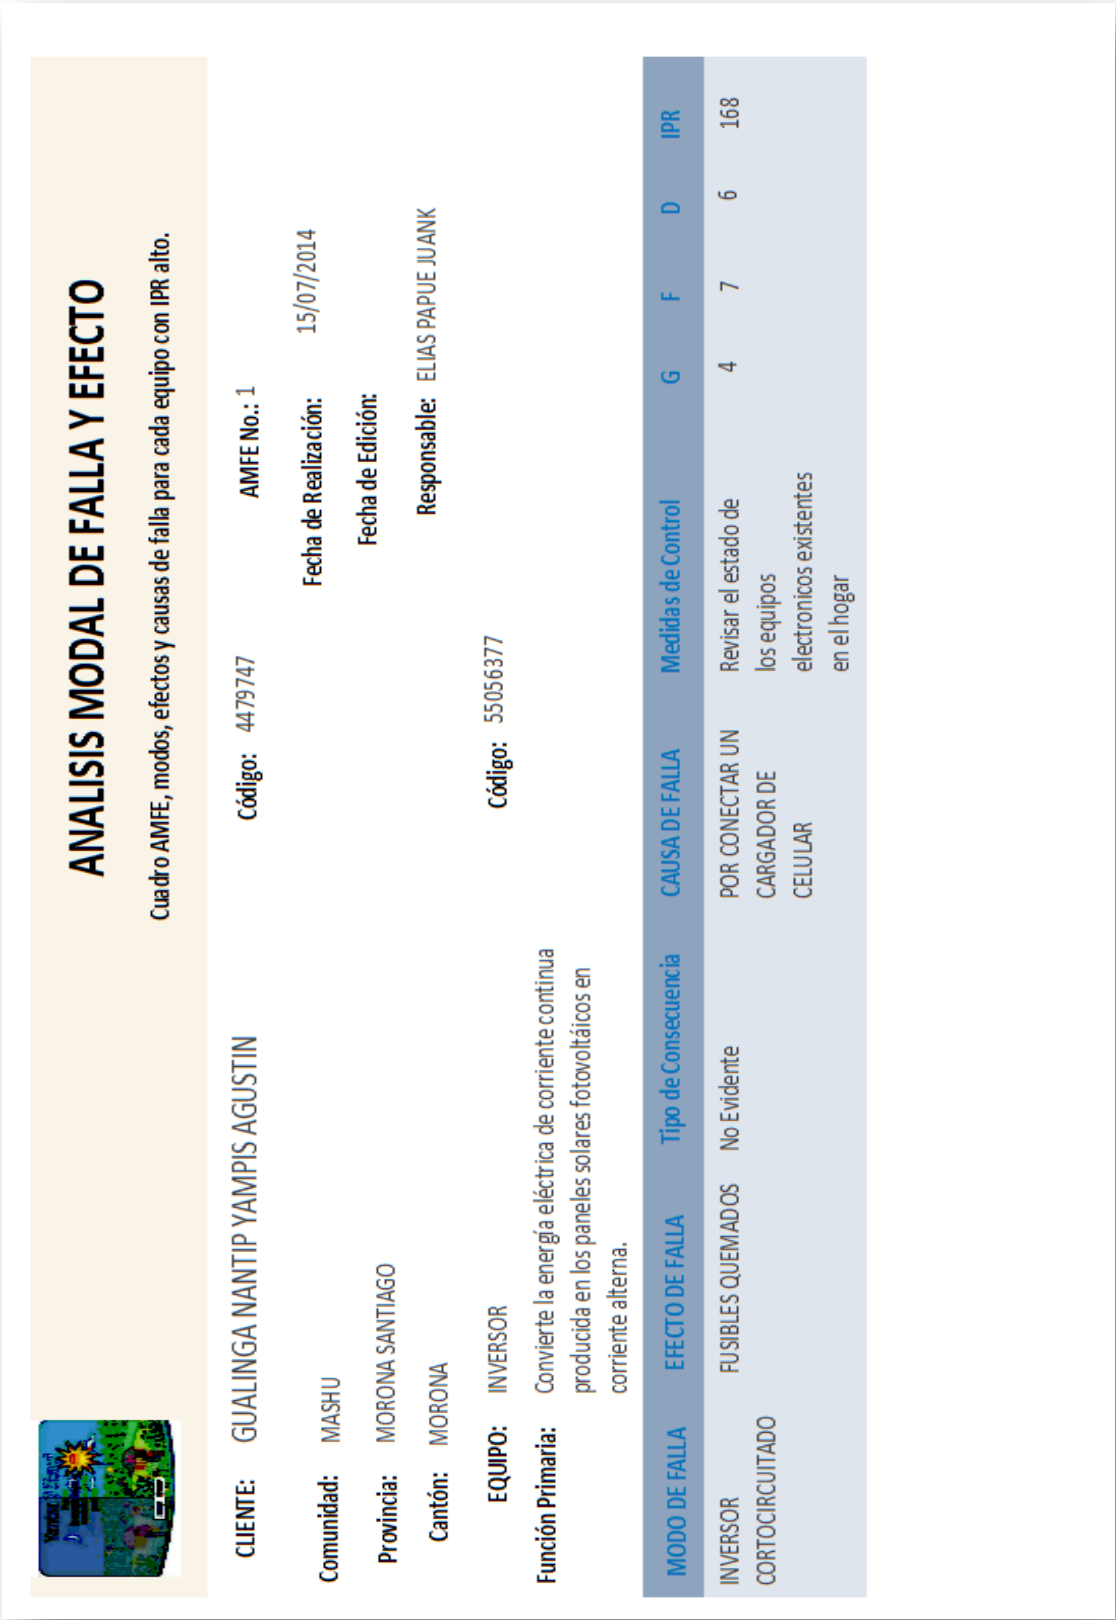 ANALISIS MODAL DE FALLA Y EFECTO
Cuadro AMFE, modos, efectos y causas de falla para cada equipo con IPR alto.
CLIENTE: GUALINGA NANTIP YAMPIS AGUSTIN Código: 4479747 AMFE No.: 1
Comunidad: MASHU Fecha de Realización: 15/07/2014
Provincia: MORONA SANTIAGO Fecha de Edición:
Cantón: MORONA Responsable: ELIAS PAPUE JUANK
EQUIPO: INVERSOR Código: 55056377
Función Primaria: Convierte la energía eléctrica de corriente continua
producida en los paneles solares fotovoltáicos en
corriente alterna.
MODO DE FALLA EFECTO DE FALLA Tipo de Consecuencia CAUSA DE FALLA Medidas de Control G F D IPR
INVERSOR FUSIBLES QUEMADOS No Evidente POR CONECTAR UN Revisar el estado de 4 7 6 168
CORTOCIRCUITADO CARGADOR DE los equipos
CELULAR electronicos existentes
en el hogar